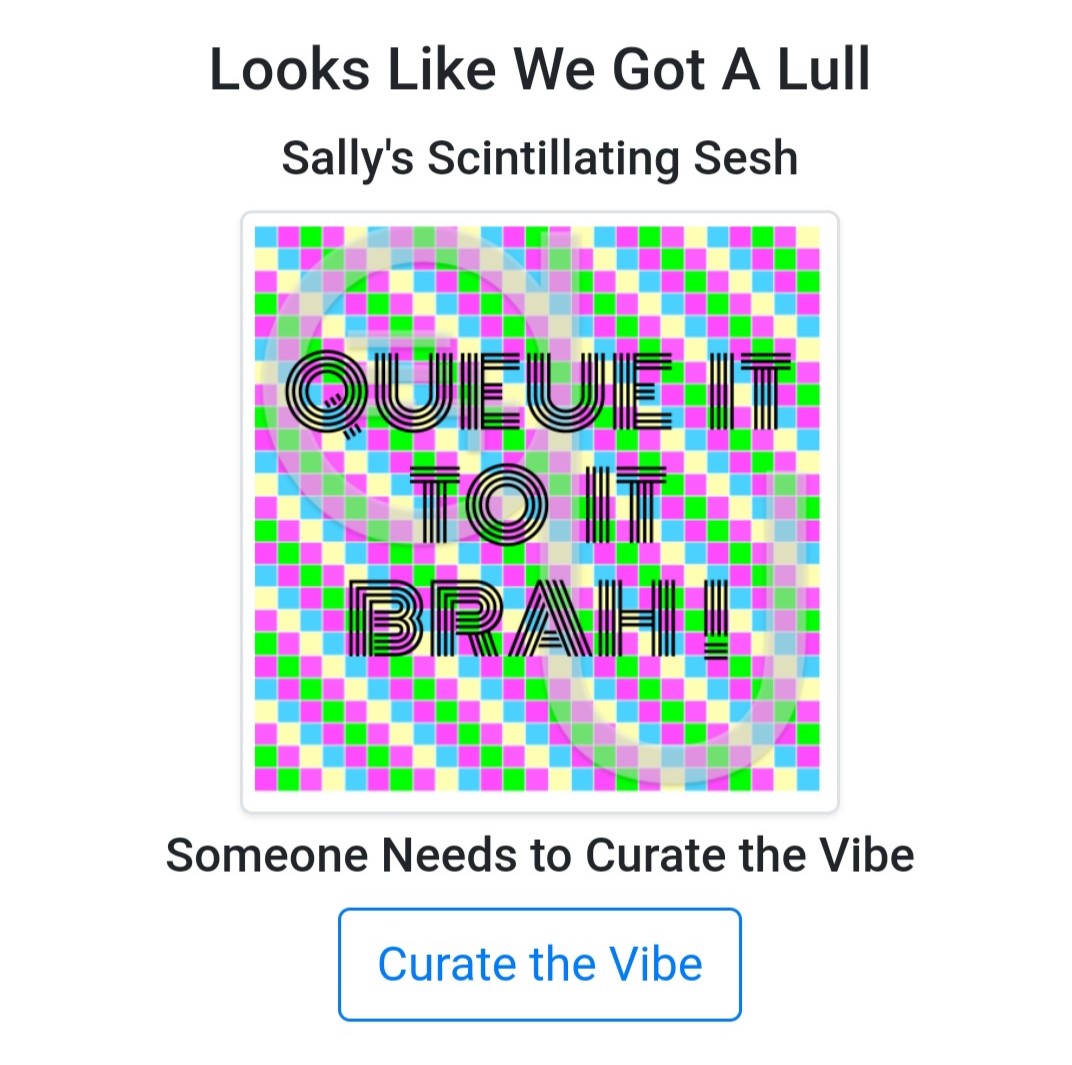 Looks Like We Got A Lull
Sally's Scintillating Sesh
QUEUE IT
TO IT
BRAH!
Someone Needs to Curate the Vibe
Curate the Vibe